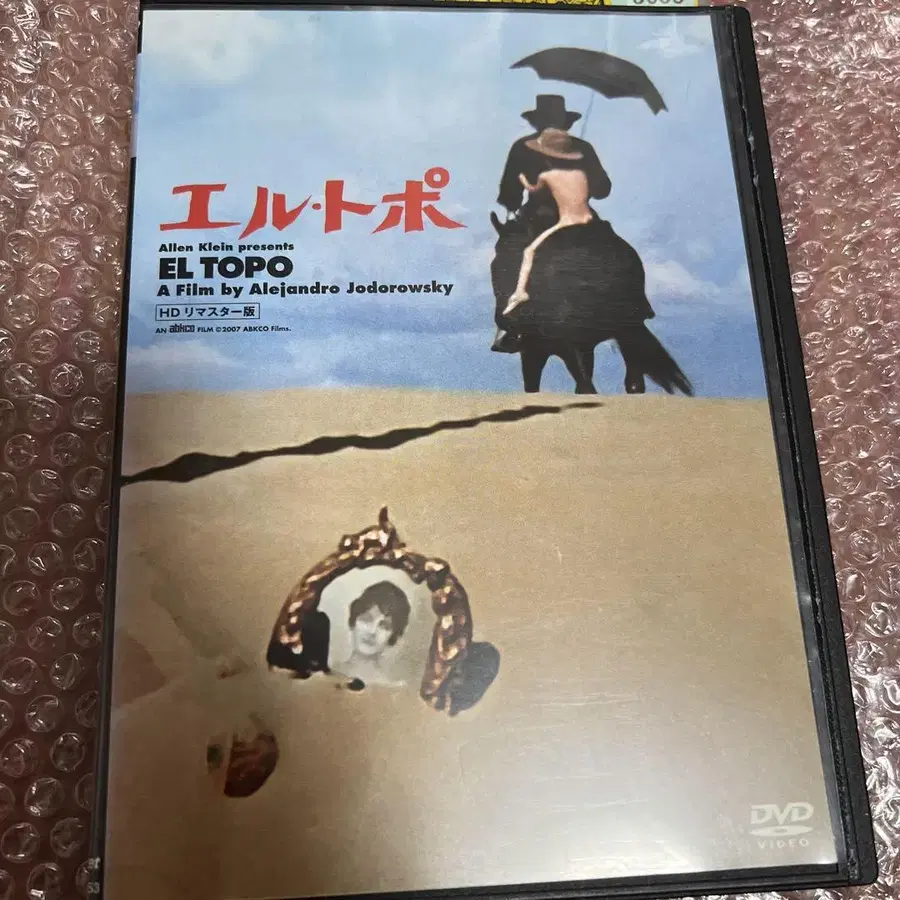 エル・トポ
Allen Klein presents
EL TOPO
A Film by Alejandro Jodorowsky
HDリマスター版
AN abkco FILM ©2007 ABKCO Films.
DVD
VIDEO
53